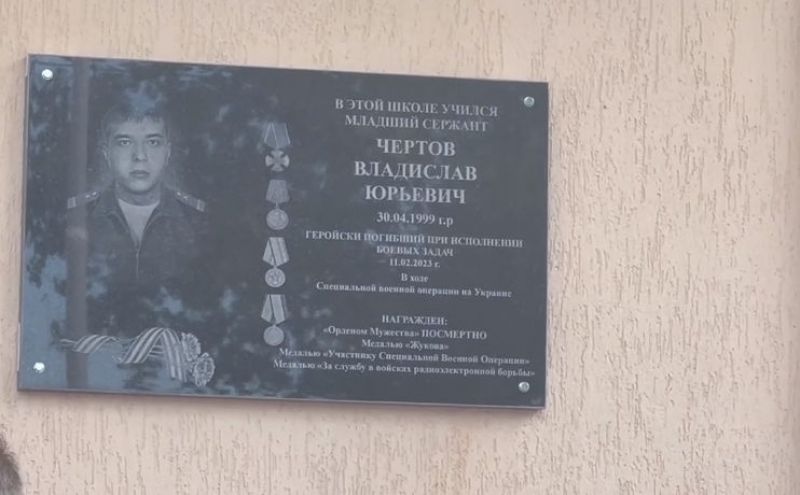 В ЭТОЙ ШКОЛЕ УЧИЛСЯ
МЛАДШИЙ СЕРЖАНТ
ЧЕРТОВ
ВЛАДИСЛАВ
ЮРЬЕВИЧ
30.04.1999 г.р
ГЕРОЙСКИ ПОГИБШИЙ ПРИ ИСПОЛНЕНИИ
БОЕВЫХ ЗАДАЧ
11.02.2023 г.
В ходе
Специальной военной операции на Украине
НАГРАЖДЕН:
«Орденом Мужества» ПОСМЕРТНО
Медалью «Жукова»
Медалью «Участнику Специальной Военной Операции»
Медалью «За службу в войсках радиоэлектронной борьбы»